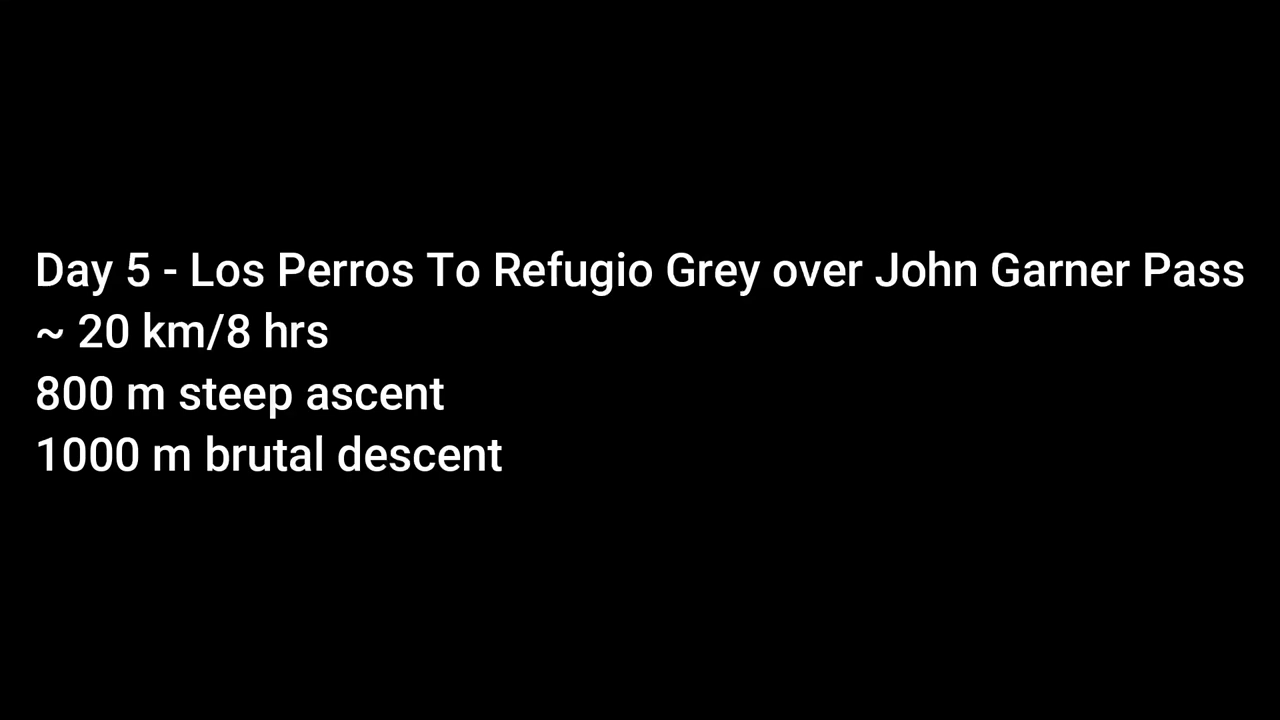 Day 5 - Los Perros To Refugio Grey over John Garner Pass
~ 20 km/8 hrs
800 m steep ascent
1000 m brutal descent